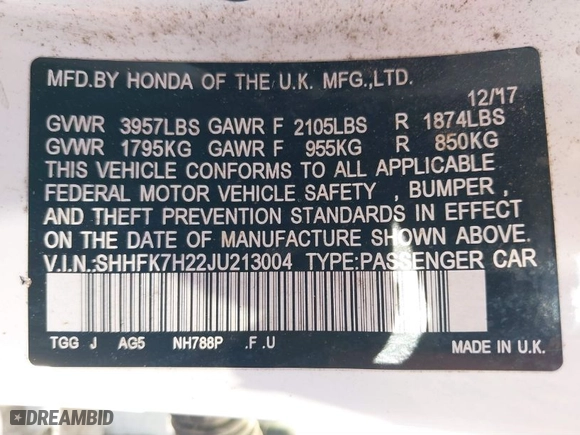 MFD.BY HONDA OF THE U.K. MFG.,LTD.
12/17
GVWR 3957LBS GAWR F 2105LBS R 1874LBS
GVWR 1795KG GAWR F 955KG R 850KG
THIS VEHICLE CONFORMS TO ALL APPLICABLE
FEDERAL MOTOR VEHICLE SAFETY , BUMPER ,
AND THEFT PREVENTION STANDARDS IN EFFECT
ON THE DATE OF MANUFACTURE SHOWN ABOVE.
V.I.N.:SHHFK7H22JU213004 TYPE:PASSENGER CAR
TGG J AG5 NH788P .F .U MADE IN U.K.
DREAMBID